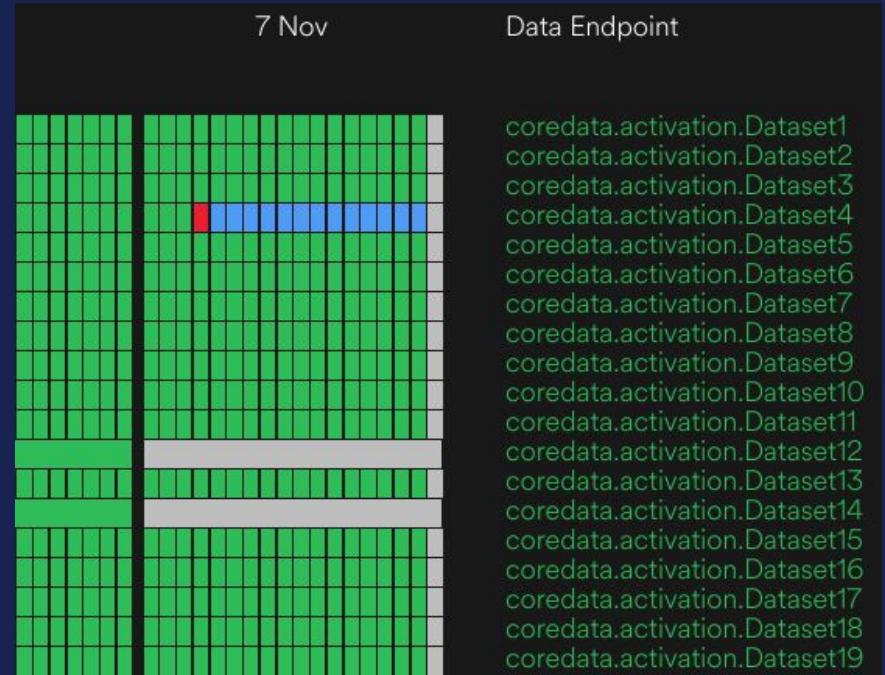 7 Nov Data Endpoint
coredata.activation.Dataset1
coredata.activation.Dataset2
coredata.activation.Dataset3
coredata.activation.Dataset4
coredata.activation.Dataset5
coredata.activation.Dataset6
coredata.activation.Dataset7
coredata.activation.Dataset8
coredata.activation.Dataset9
coredata.activation.Dataset10
coredata.activation.Dataset11
coredata.activation.Dataset12
coredata.activation.Dataset13
coredata.activation.Dataset14
coredata.activation.Dataset15
coredata.activation.Dataset16
coredata.activation.Dataset17
coredata.activation.Dataset18
coredata.activation.Dataset19